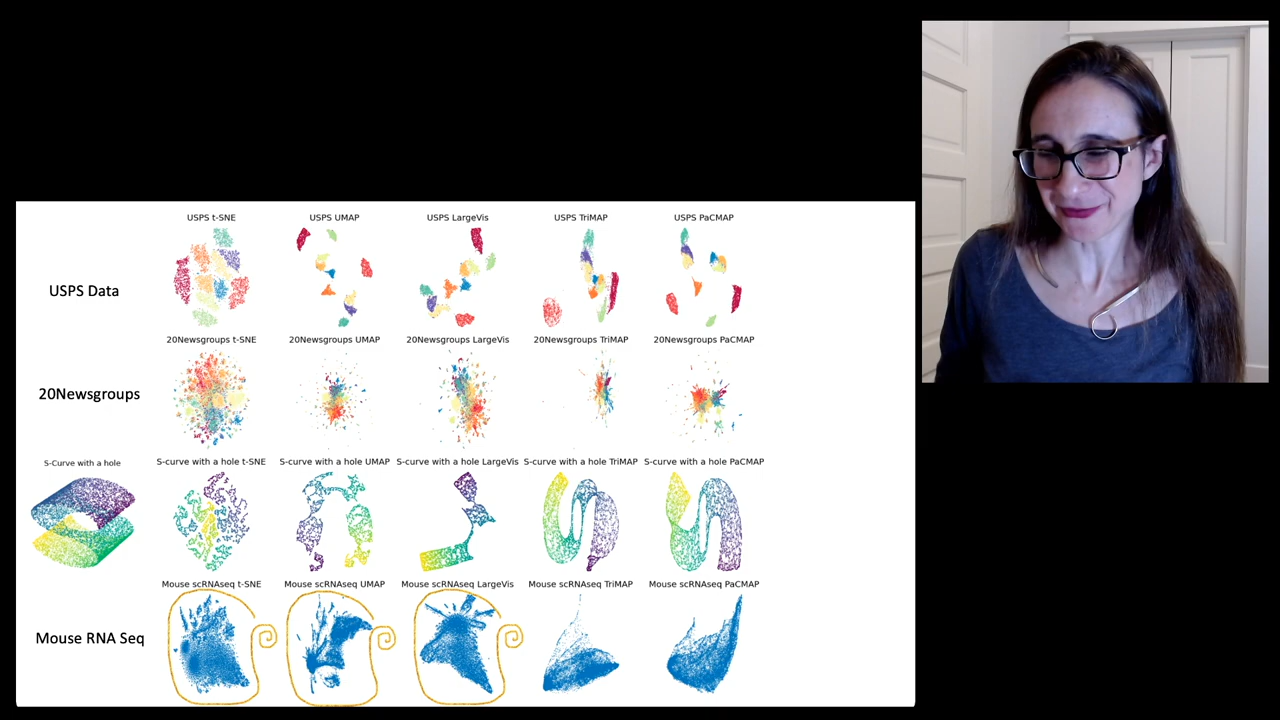 USPS t-SNE USPS UMAP USPS LargeVis USPS TriMAP USPS PaCMAP
USPS Data
20Newsgroups t-SNE 20Newsgroups UMAP 20Newsgroups LargeVis 20Newsgroups TriMAP 20Newsgroups PaCMAP
20Newsgroups
S-Curve with a hole S-curve with a hole t-SNE S-curve with a hole UMAP S-curve with a hole LargeVis S-curve with a hole TriMAP S-curve with a hole PaCMAP
Mouse scRNAseq t-SNE Mouse scRNAseq UMAP Mouse scRNAseq LargeVis Mouse scRNAseq TriMAP Mouse scRNAseq PaCMAP
Mouse RNA Seq